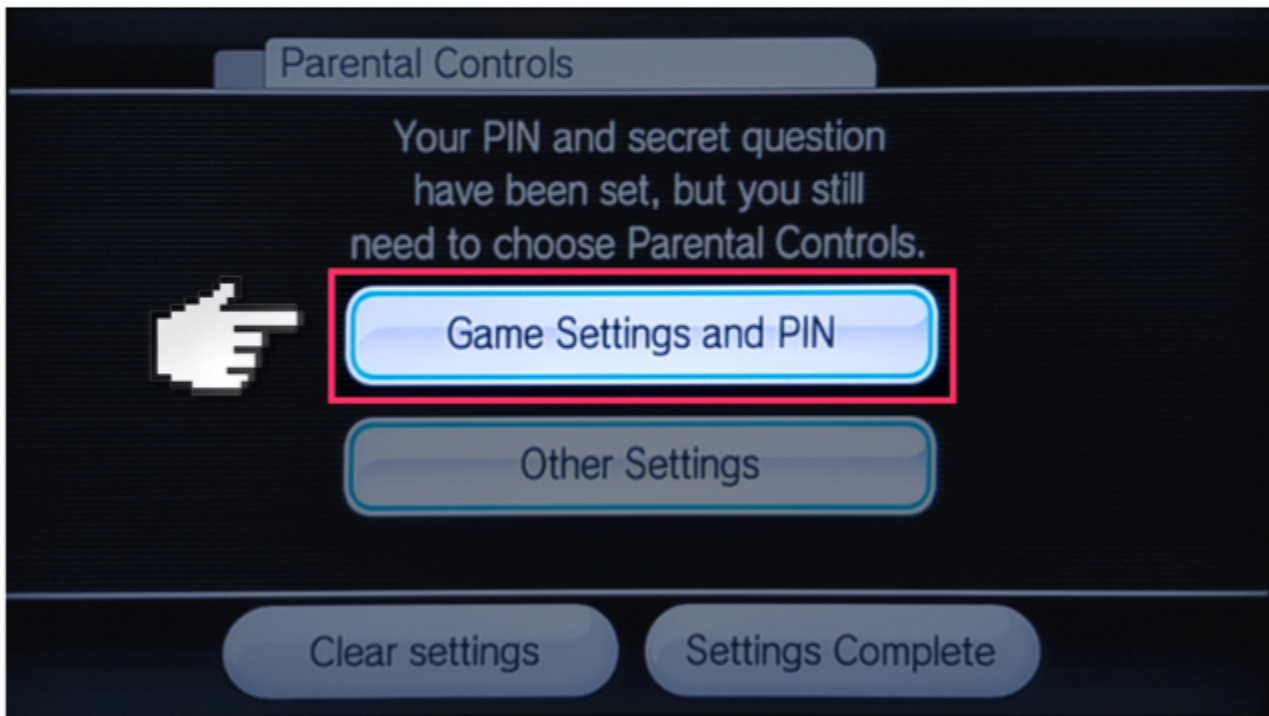 Parental Controls
Your PIN and secret question
have been set, but you still
need to choose Parental Controls.
Game Settings and PIN
Other Settings
Clear settings
Settings Complete